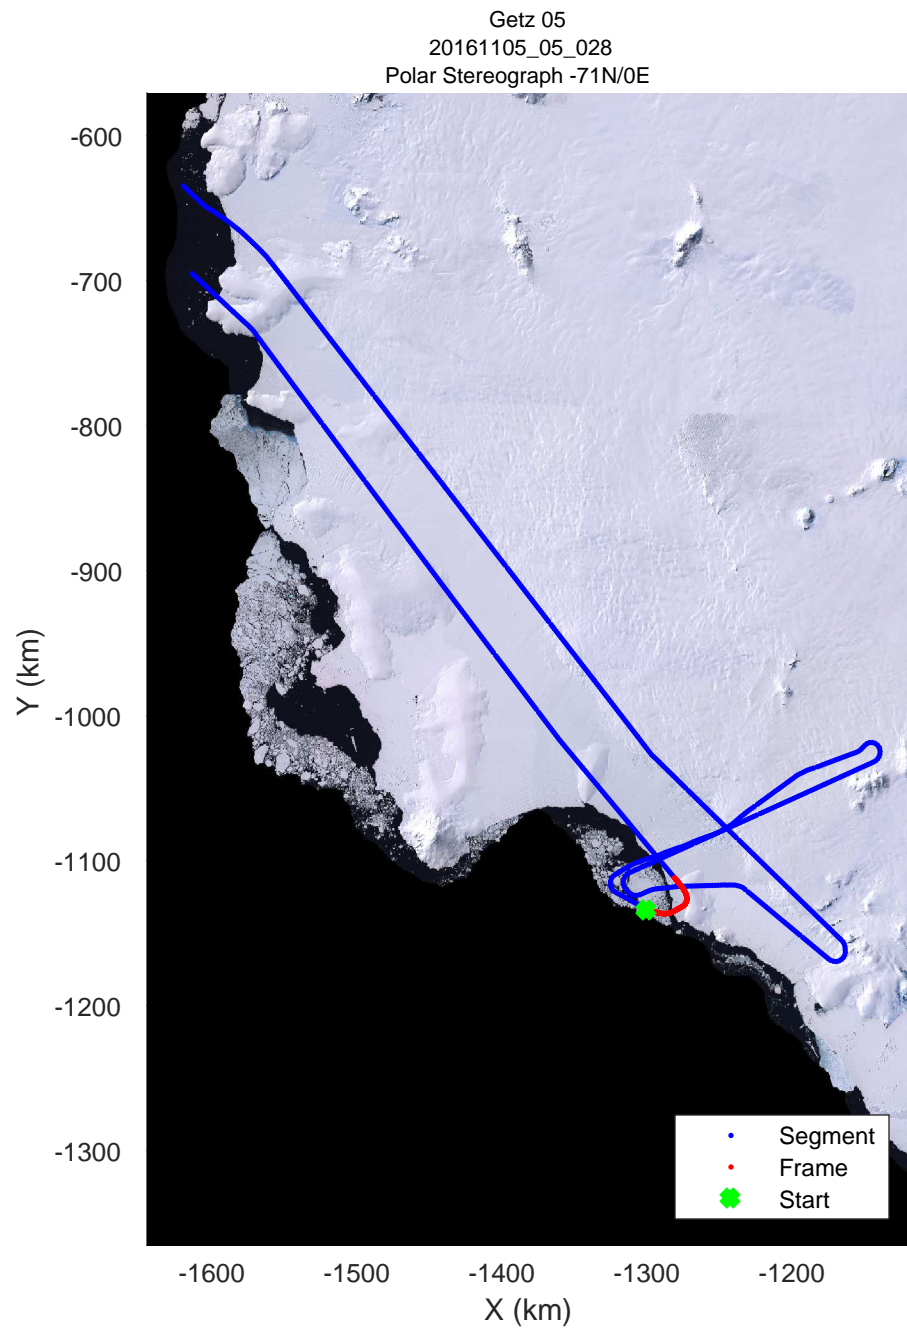 Getz 05
20161105_05_028
Polar Stereograph -71N/0E
-600
-700
-800
-900
-1000
-1100
-1200
-1300
Y (km)
-1600 -1500 -1400 -1300 -1200
X (km)
Segment
Frame
Start